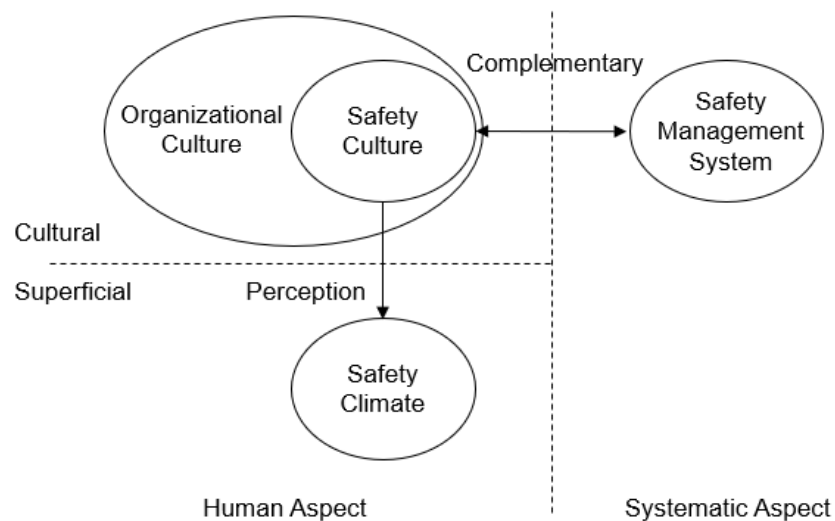 Complementary
Organizational
Culture
Safety
Culture
Safety
Management
System
Cultural
Superficial
Perception
Safety
Climate
Human Aspect
Systematic Aspect